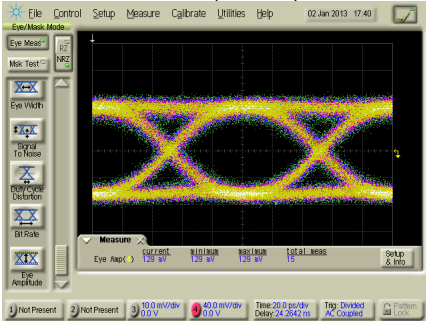 File Control Setup Measure Calibrate Utilities Help 02 Jan 2013 17:40
Eye/Mask Mode
Eye Meas
RZ
NRZ
Msk Test
Eye Width
Signal
To Noise
Duty Cycle
Distortion
Bit Rate
Eye
Amplitude
Measure
current minimum maximum total meas
Eye Amp( ) 129 mV 129 mV 129 mV 15
Setup
& Info
1) Not Present
2) Not Present
3) 10.0 mV/div
0.0 V
4) 40.0 mV/div
0.0 V
Time:20.0 ps/div
Delay:24.2642 ns
Trig: Divided
AC Coupled
Pattern
Lock